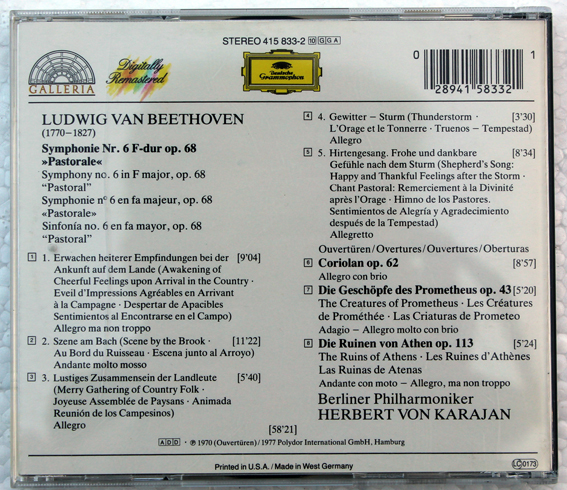 STEREO 415 833-2 10 G G A
GALLERIA
Digitally
Remastered
Deutsche
Grammophon
0
28941 58332
1
LUDWIG VAN BEETHOVEN
(1770–1827)
Symphonie Nr. 6 F-dur op. 68
»Pastorale«
Symphony no. 6 in F major, op. 68
“Pastoral”
Symphonie nº 6 en fa majeur, op. 68
«Pastorale»
Sinfonía no. 6 en fa mayor, op. 68
“Pastoral”
1 1. Erwachen heiterer Empfindungen bei der [9'04]
Ankunft auf dem Lande (Awakening of
Cheerful Feelings upon Arrival in the Country ·
Eveil d'Impressions Agréables en Arrivant
à la Campagne · Despertar de Apacibles
Sentimientos al Encontrarse en el Campo)
Allegro ma non troppo
2 2. Szene am Bach (Scene by the Brook · [11'22]
Au Bord du Ruisseau · Escena junto al Arroyo)
Andante molto mosso
3 3. Lustiges Zusammensein der Landleute [5'40]
(Merry Gathering of Country Folk ·
Joyeuse Assemblée de Paysans · Animada
Reunión de los Campesinos)
Allegro
4 4. Gewitter – Sturm (Thunderstorm · [3'30]
L'Orage et le Tonnerre · Truenos – Tempestad)
Allegro
5 5. Hirtengesang. Frohe und dankbare [8'34]
Gefühle nach dem Sturm (Shepherd's Song:
Happy and Thankful Feelings after the Storm ·
Chant Pastoral: Remerciement à la Divinité
après l'Orage · Himno de los Pastores.
Sentimientos de Alegría y Agradecimiento
después de la Tempestad)
Allegretto
Ouvertüren/Overtures/Ouvertures/Oberturas
6 Coriolan op. 62 [8'57]
Allegro con brio
7 Die Geschöpfe des Prometheus op. 43 [5'20]
The Creatures of Prometheus · Les Créatures
de Prométhée · Las Criaturas de Prometeo
Adagio – Allegro molto con brio
8 Die Ruinen von Athen op. 113 [5'24]
The Ruins of Athens · Les Ruines d'Athènes
Las Ruinas de Atenas
Andante con moto – Allegro, ma non troppo
Berliner Philharmoniker
HERBERT VON KARAJAN
[58'21]
ADD · ℗ 1970 (Ouvertüren) / 1977 Polydor International GmbH, Hamburg
Printed in U.S.A. / Made in West Germany
LC 0173